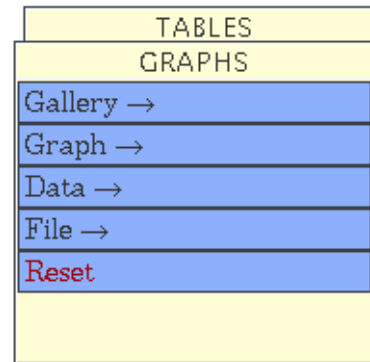 TABLES
GRAPHS
Gallery →
Graph →
Data →
File →
Reset